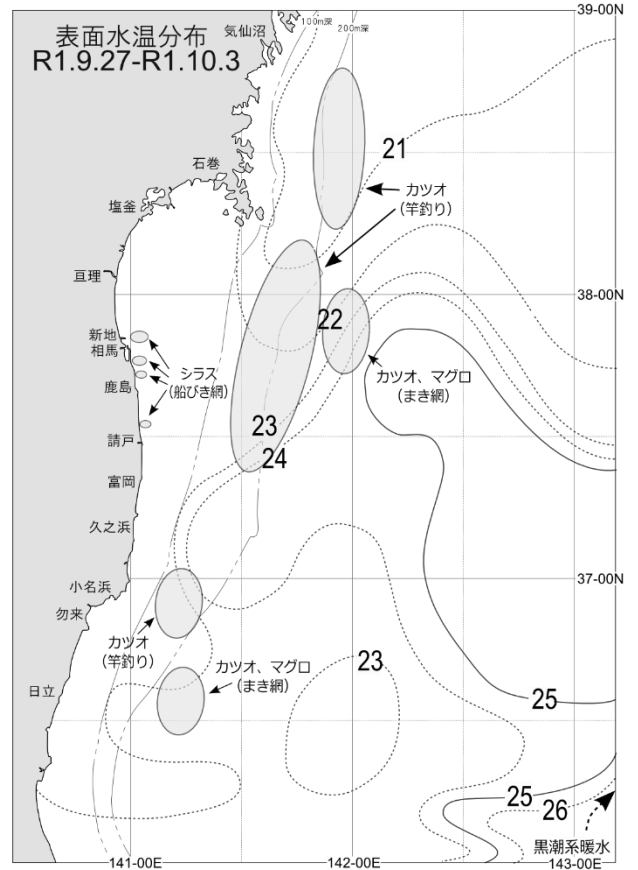 39-00N
気仙沼
100m深
200m深
表面水温分布
R1.9.27-R1.10.3
21
石巻
カツオ
(竿釣り)
塩釜
亘理
38-00N
22
新地
相馬
シラス
(船びき網)
鹿島
カツオ、マグロ
(まき網)
23
請戸
24
富岡
久之浜
37-00N
小名浜
勿来
カツオ
(竿釣り)
カツオ、マグロ
(まき網)
23
日立
25
25
26
黒潮系暖水
141-00E
142-00E
143-00E